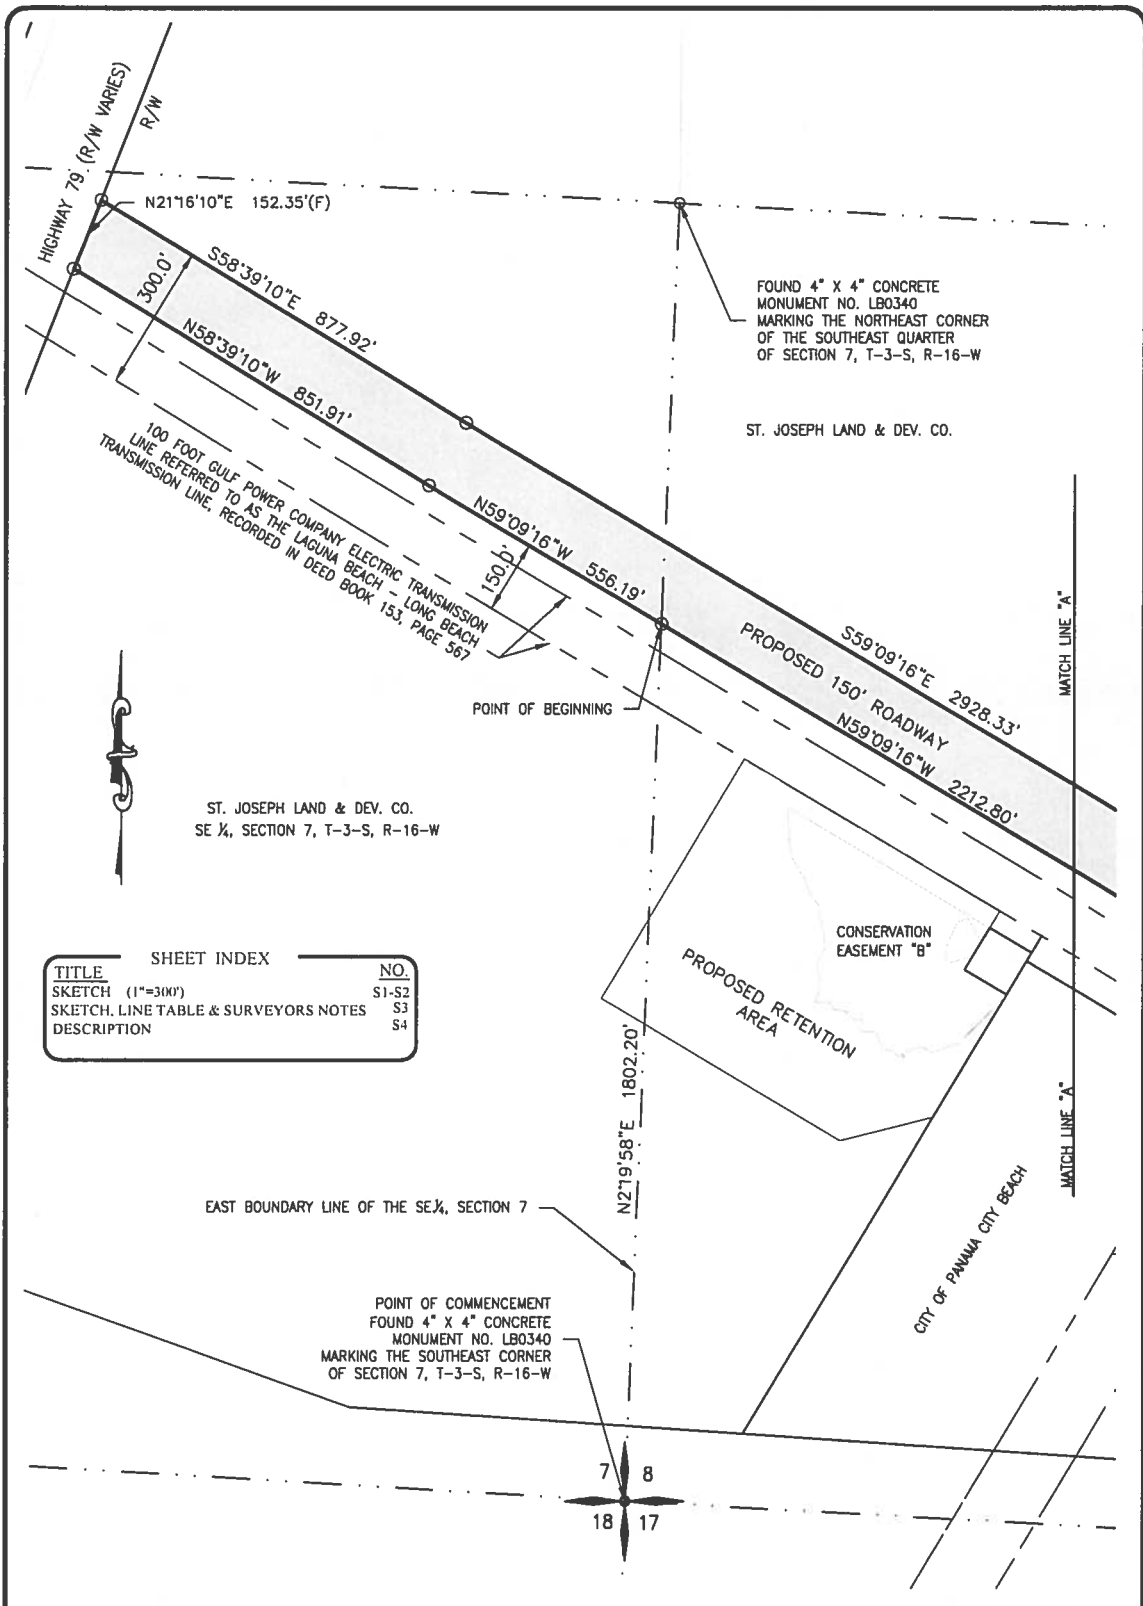 HIGHWAY 79 (R/W VARIES)
R/W
N21°16'10"E 152.35'(F)
S58°39'10"E 877.92'
300.0'
N58°39'10"W 851.91'
FOUND 4" X 4" CONCRETE
MONUMENT NO. LB0340
MARKING THE NORTHEAST CORNER
OF THE SOUTHEAST QUARTER
OF SECTION 7, T-3-S, R-16-W
ST. JOSEPH LAND & DEV. CO.
100 FOOT GULF POWER COMPANY ELECTRIC TRANSMISSION
LINE REFERRED TO AS THE LAGUNA BEACH - LONG BEACH
TRANSMISSION LINE, RECORDED IN DEED BOOK 153, PAGE 567
N59°09'16"W 556.19'
150.0'
MATCH LINE "A"
S59°09'16"E 2928.33'
PROPOSED 150' ROADWAY
N59°09'16"W 2212.80'
POINT OF BEGINNING
ST. JOSEPH LAND & DEV. CO.
SE ¼, SECTION 7, T-3-S, R-16-W
CONSERVATION
EASEMENT "B"
PROPOSED RETENTION
AREA
SHEET INDEX
TITLE NO.
SKETCH (1"=300') S1-S2
SKETCH, LINE TABLE & SURVEYORS NOTES S3
DESCRIPTION S4
N2°19'58"E 1802.20'
MATCH LINE "A"
EAST BOUNDARY LINE OF THE SE¼, SECTION 7
CITY OF PANAMA CITY BEACH
POINT OF COMMENCEMENT
FOUND 4" X 4" CONCRETE
MONUMENT NO. LB0340
MARKING THE SOUTHEAST CORNER
OF SECTION 7, T-3-S, R-16-W
7 8
18 17